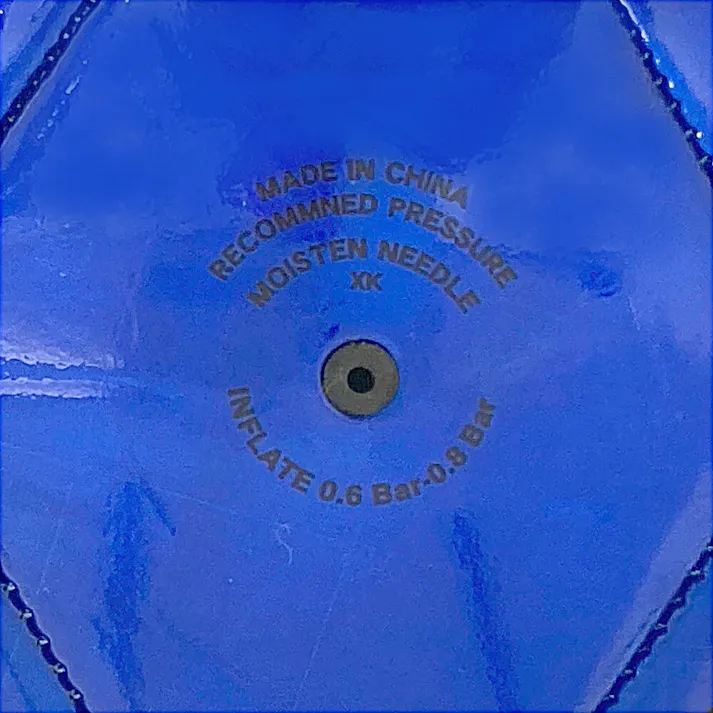 MADE IN CHINA
RECOMMNED PRESSURE
MOISTEN NEEDLE
XK
INFLATE 0.6 Bar-0.8 Bar